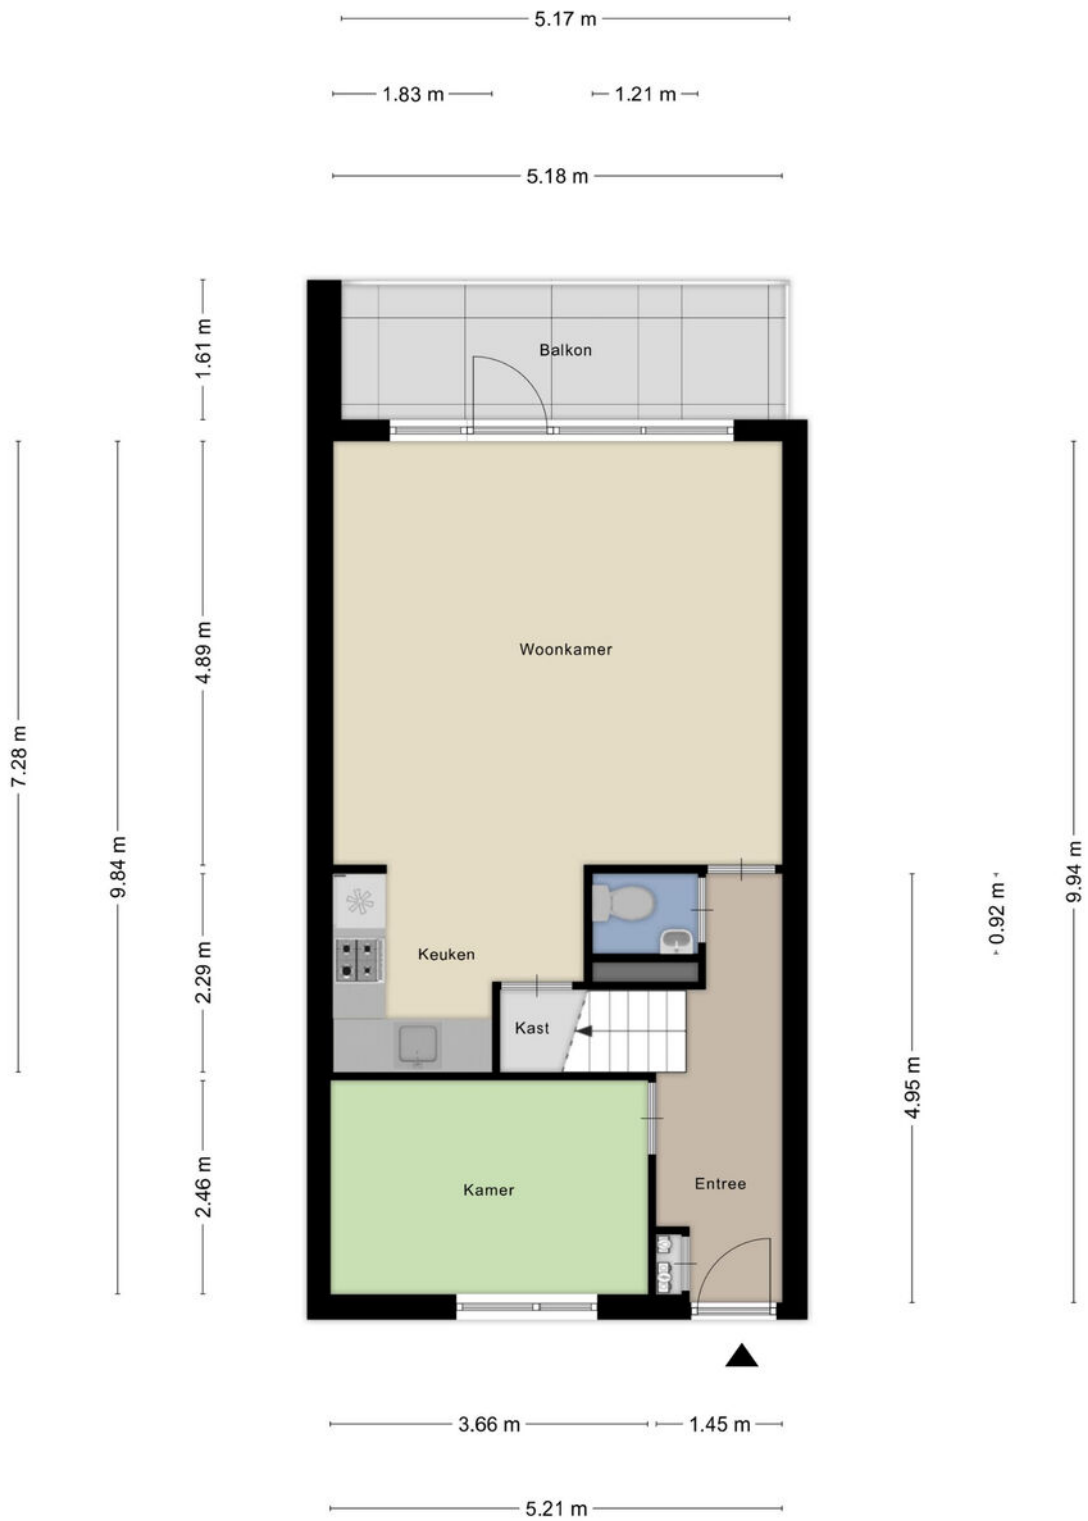 5.17 m
1.83 m
1.21 m
5.18 m
1.61 m
Balkon
4.89 m
Woonkamer
7.28 m
9.84 m
9.94 m
0.92 m
2.29 m
Keuken
Kast
4.95 m
2.46 m
Kamer
Entree
3.66 m
1.45 m
5.21 m